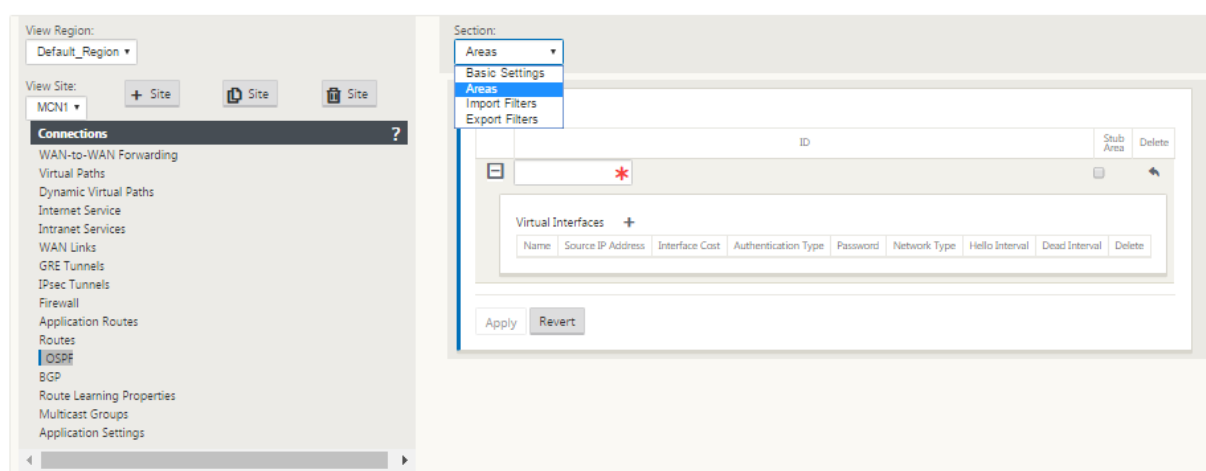 View Region:
Default_Region
View Site:
MCN1
+ Site
Site
Site
Connections ?
WAN-to-WAN Forwarding
Virtual Paths
Dynamic Virtual Paths
Internet Service
Intranet Services
WAN Links
GRE Tunnels
IPsec Tunnels
Firewall
Application Routes
Routes
OSPF
BGP
Route Learning Properties
Multicast Groups
Application Settings
Section:
Areas
Basic Settings
Areas
Import Filters
Export Filters
ID Stub Area Delete
Virtual Interfaces +
Name Source IP Address Interface Cost Authentication Type Password Network Type Hello Interval Dead Interval Delete
Apply Revert